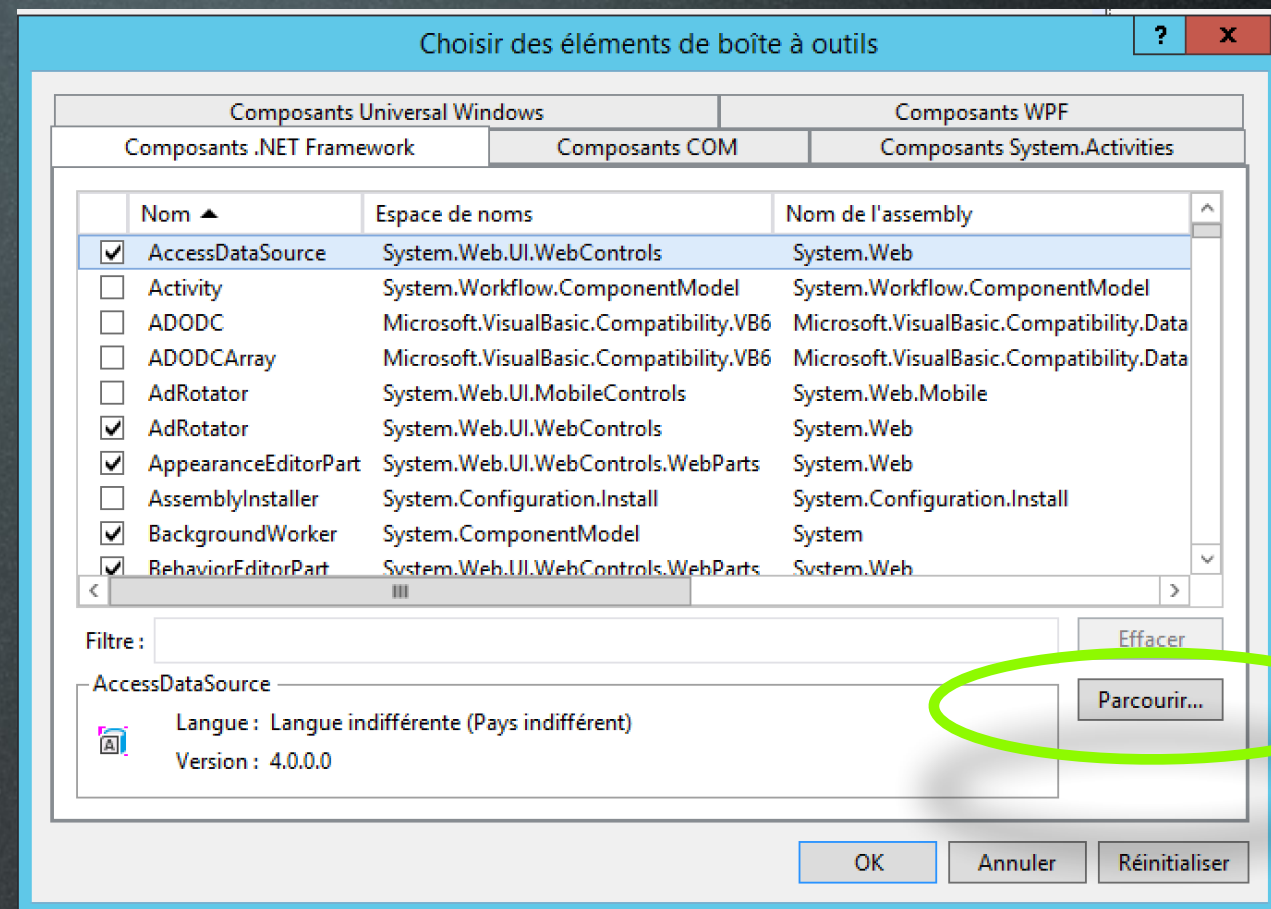 Choisir des éléments de boîte à outils ? x
Composants Universal Windows Composants WPF
Composants .NET Framework Composants COM Composants System.Activities
Nom Espace de noms Nom de l'assembly
AccessDataSource System.Web.UI.WebControls System.Web
Activity System.Workflow.ComponentModel System.Workflow.ComponentModel
ADODC Microsoft.VisualBasic.Compatibility.VB6 Microsoft.VisualBasic.Compatibility.Data
ADODCArray Microsoft.VisualBasic.Compatibility.VB6 Microsoft.VisualBasic.Compatibility.Data
AdRotator System.Web.UI.MobileControls System.Web.Mobile
AdRotator System.Web.UI.WebControls System.Web
AppearanceEditorPart System.Web.UI.WebControls.WebParts System.Web
AssemblyInstaller System.Configuration.Install System.Configuration.Install
BackgroundWorker System.ComponentModel System
BehaviorEditorPart System.Web.UI.WebControls.WebParts System.Web
Filtre : Effacer
AccessDataSource
Parcourir...
Langue : Langue indifférente (Pays indifférent)
A
Version : 4.0.0.0
OK Annuler Réinitialiser